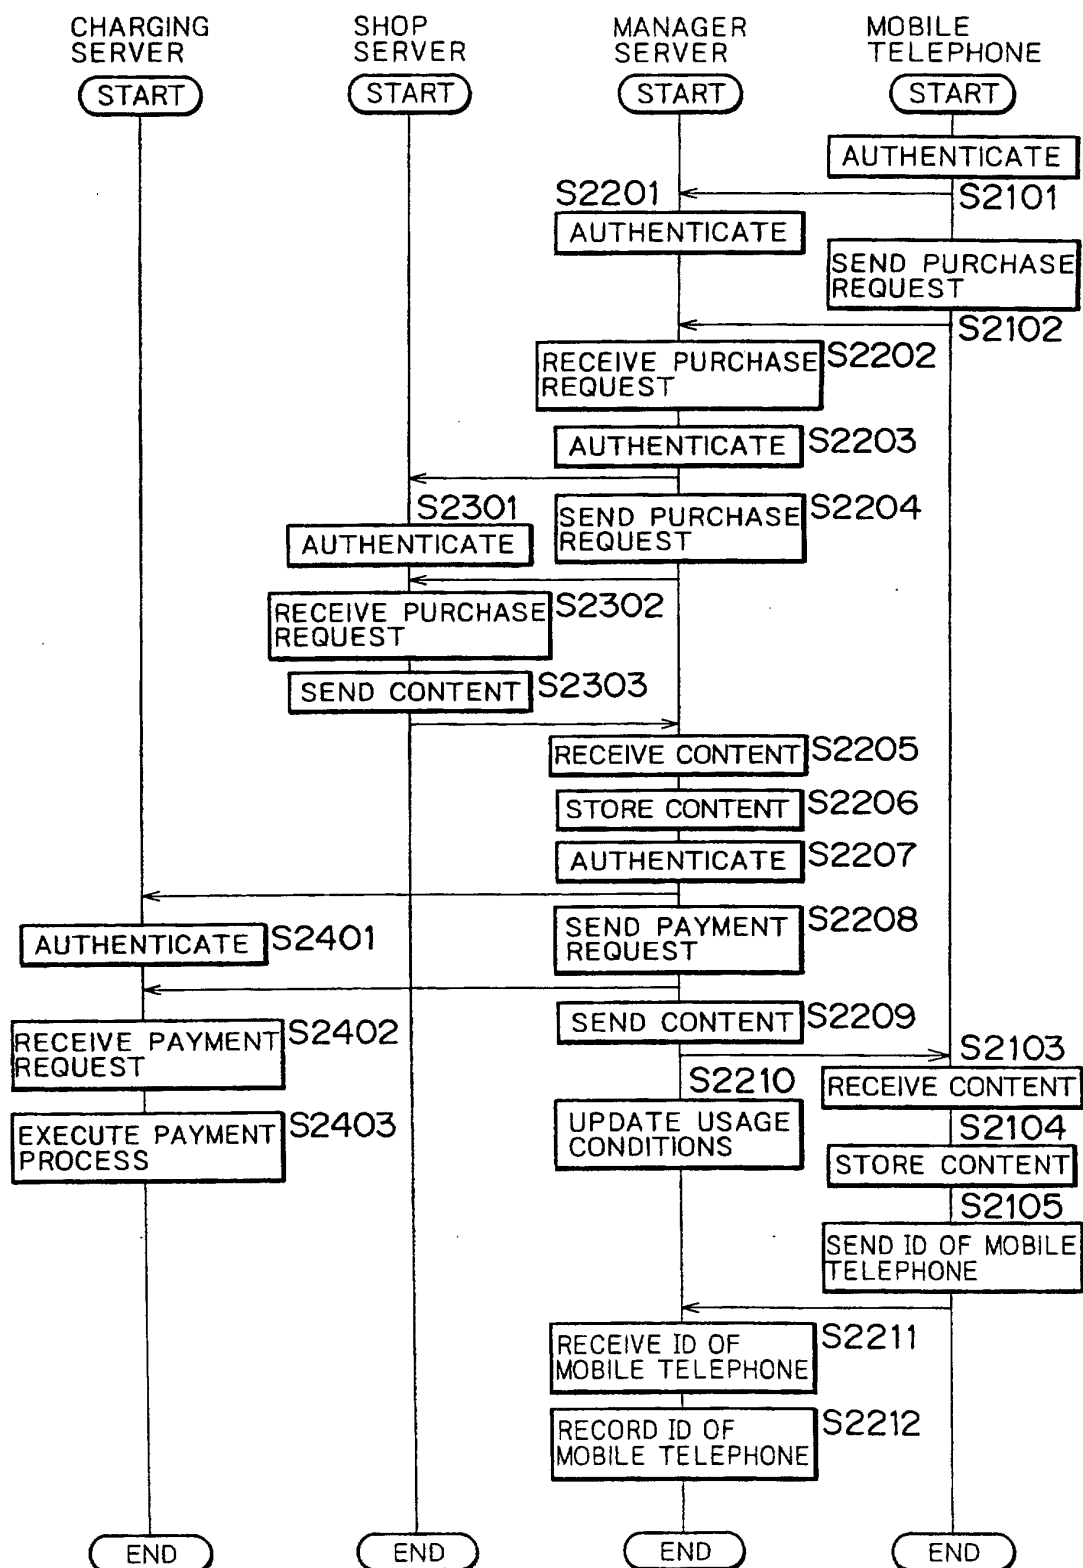 CHARGING
SERVER
SHOP
SERVER
MANAGER
SERVER
MOBILE
TELEPHONE
START
START
START
START
AUTHENTICATE
S2101
S2201
AUTHENTICATE
SEND PURCHASE
REQUEST
S2102
RECEIVE PURCHASE
REQUEST
S2202
AUTHENTICATE
S2203
S2301
SEND PURCHASE
REQUEST
S2204
AUTHENTICATE
RECEIVE PURCHASE
REQUEST
S2302
SEND CONTENT
S2303
RECEIVE CONTENT
S2205
STORE CONTENT
S2206
AUTHENTICATE
S2207
SEND PAYMENT
REQUEST
S2208
AUTHENTICATE
S2401
SEND CONTENT
S2209
RECEIVE PAYMENT
REQUEST
S2402
S2103
RECEIVE CONTENT
S2210
UPDATE USAGE
CONDITIONS
EXECUTE PAYMENT
PROCESS
S2403
S2104
STORE CONTENT
S2105
SEND ID OF MOBILE
TELEPHONE
RECEIVE ID OF
MOBILE TELEPHONE
S2211
RECORD ID OF
MOBILE TELEPHONE
S2212
END
END
END
END